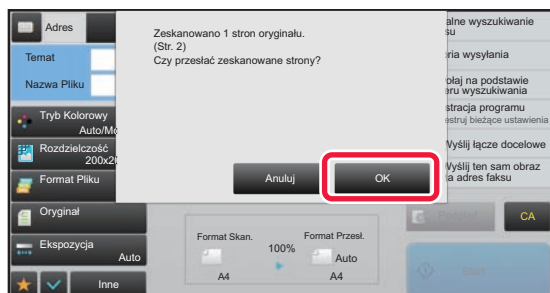 Adres
Temat
Nazwa Pliku
Tryb Kolorowy
Auto/Mo
Rozdzielczość
200x20
Format Pliku
Oryginał
Ekspozycja
Auto
Inne
Zeskanowano 1 stron oryginału.
(Str. 2)
Czy przesłać zeskanowane strony?
Anuluj
OK
Format Skan.
A4
100%
Format Przesł.
Auto
A4
alne wyszukiwanie
su
ria wysyłania
ołaj na podstawie
eru wyszukiwania
stracja programu
estruj bieżące ustawienia
Wyślij łącze docelowe
Wyślij ten sam obraz
a adres faksu
Podgląd
CA
Start